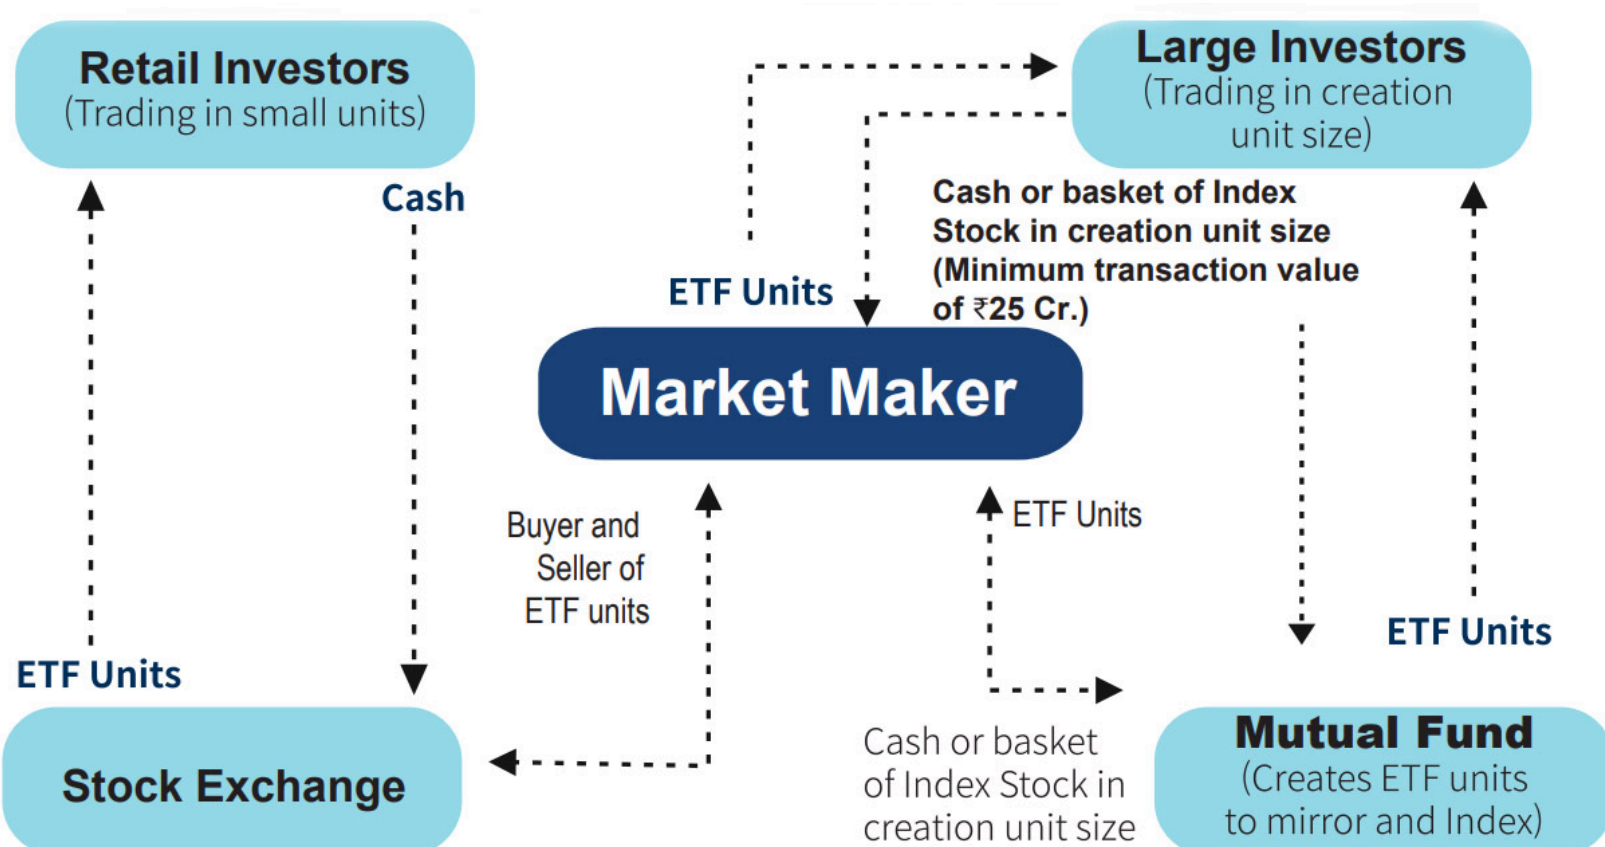 Retail Investors
(Trading in small units)
Large Investors
(Trading in creation
unit size)
Cash
Cash or basket of Index
Stock in creation unit size
(Minimum transaction value
of ₹25 Cr.)
ETF Units
Market Maker
Buyer and
Seller of
ETF units
ETF Units
ETF Units
ETF Units
Stock Exchange
Cash or basket
of Index Stock in
creation unit size
Mutual Fund
(Creates ETF units
to mirror and Index)